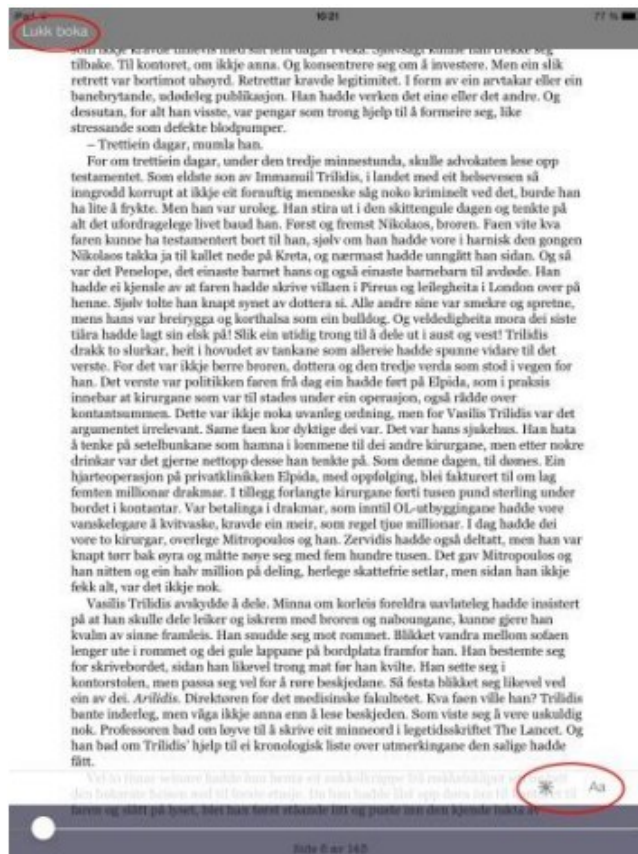 iPad
10:21
77 %
Lukk boka
tilbake. Til kontoret, om ikkje anna. Og konsentrere seg om å investere. Men ein slik
retrett var bortimot uhøyrd. Retrettar kravde legitimitet. I form av ein arvtakar eller ein
banebrytande, udødeleg publikasjon. Han hadde verken det eine eller det andre. Og
dessutan, for alt han visste, var pengar som trong hjelp til å formeire seg, like
stressande som defekte blodpumper.
– Trettiein dagar, mumla han.
For om trettiein dagar, under den tredje minnestunda, skulle advokaten lese opp
testamentet. Som eldste son av Immanuil Trilidis, i landet med eit helsevesen så
inngrodd korrupt at ikkje eit fornuftig menneske såg noko kriminelt ved det, burde han
ha lite å frykte. Men han var uroleg. Han stira ut i den skittengule dagen og tenkte på
alt det ufordragelege livet baud han. Først og fremst Nikolaos, broren. Faen vite kva
faren kunne ha testamentert bort til han, sjølv om han hadde vore i harnisk den gongen
Nikolaos takka ja til kallet nede på Kreta, og nærmast hadde unngått han sidan. Og så
var det Penelope, det einaste barnet hans og også einaste barnebarn til avdøde. Han
hadde ei kjensle av at faren hadde skrive villaen i Pireus og leilegheita i London over på
henne. Sjølv tolte han knapt synet av dottera si. Alle andre sine var smekre og spretne,
mens hans var breirygga og korthalsa som ein bulldog. Og veldedigheita mora dei siste
tiåra hadde lagt sin elsk på! Slik ein utidig trong til å dele ut i aust og vest! Trilidis
drakk to slurkar, heit i hovudet av tankane som allereie hadde spunne vidare til det
verste. For det var ikkje berre broren, dottera og den tredje verda som stod i vegen for
han. Det verste var politikken faren frå dag ein hadde ført på Elpida, som i praksis
innebar at kirurgane som var til stades under ein operasjon, også rådde over
kontantsummen. Dette var ikkje noka uvanleg ordning, men for Vasilis Trilidis var det
argumentet irrelevant. Same faen kor dyktige dei var. Det var hans sjukehus. Han hata
å tenke på setelbunkane som hamna i lommene til dei andre kirurgane, men etter nokre
drinkar var det gjerne nettopp desse han tenkte på. Som denne dagen, til dømes. Ein
hjarteoperasjon på privatklinikken Elpida, med oppfølging, blei fakturert til om lag
femten millionar drakmar. I tillegg forlangte kirurgane førti tusen pund sterling under
bordet i kontantar. Var betalinga i drakmar, som inntil OL-utbyggingane hadde vore
vanskelegare å kvitvaske, kravde ein meir, som regel tjue millionar. I dag hadde dei
vore to kirurgar, overlege Mitropoulos og han. Zervidis hadde også deltatt, men han var
knapt tørr bak øyra og måtte nøye seg med fem hundre tusen. Det gav Mitropoulos og
han nitten og ein halv million på deling, herlege skattefrie setlar, men sidan han ikkje
fekk alt, var det ikkje nok.
Vasilis Trilidis avskydde å dele. Minna om korleis foreldra uavlateleg hadde insistert
på at han skulle dele leiker og iskrem med broren og naboungane, kunne gjere han
kvalm av sinne framleis. Han snudde seg mot rommet. Blikket vandra mellom sofaen
lenger ute i rommet og dei gule lappane på bordplata framfor han. Han bestemte seg
for skrivebordet, sidan han likevel trong mat før han kvilte. Han sette seg i
kontorstolen, men passa seg vel for å røre beskjedane. Så festa blikket seg likevel ved
ein av dei. Arilidis. Direktøren for det medisinske fakultetet. Kva faen ville han? Trilidis
bante inderleg, men våga ikkje anna enn å lese beskjeden. Som viste seg å vere uskuldig
nok. Professoren bad om løyve til å skrive eit minneord i legetidsskriftet The Lancet. Og
han bad om Trilidis' hjelp til ei kronologisk liste over utmerkingane den salige hadde
fått.
Aa
Side 6 av 145